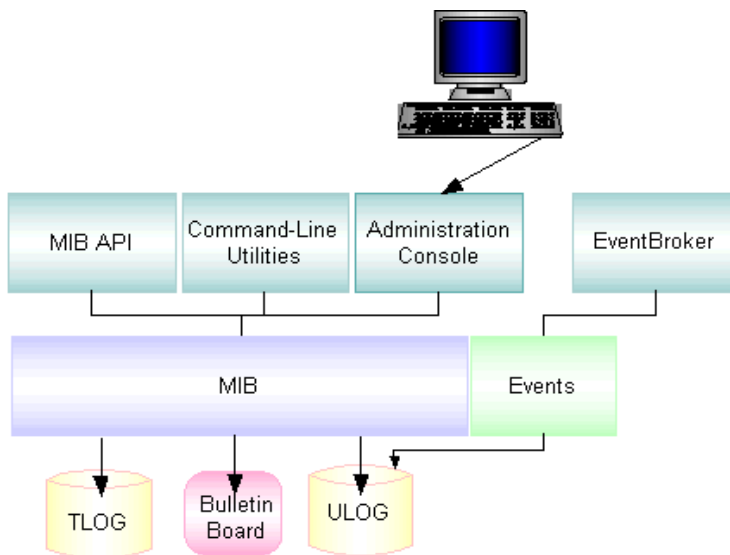 MIB API
Command-Line
Utilities
Administration
Console
EventBroker
MIB
Events
TLOG
Bulletin
Board
ULOG